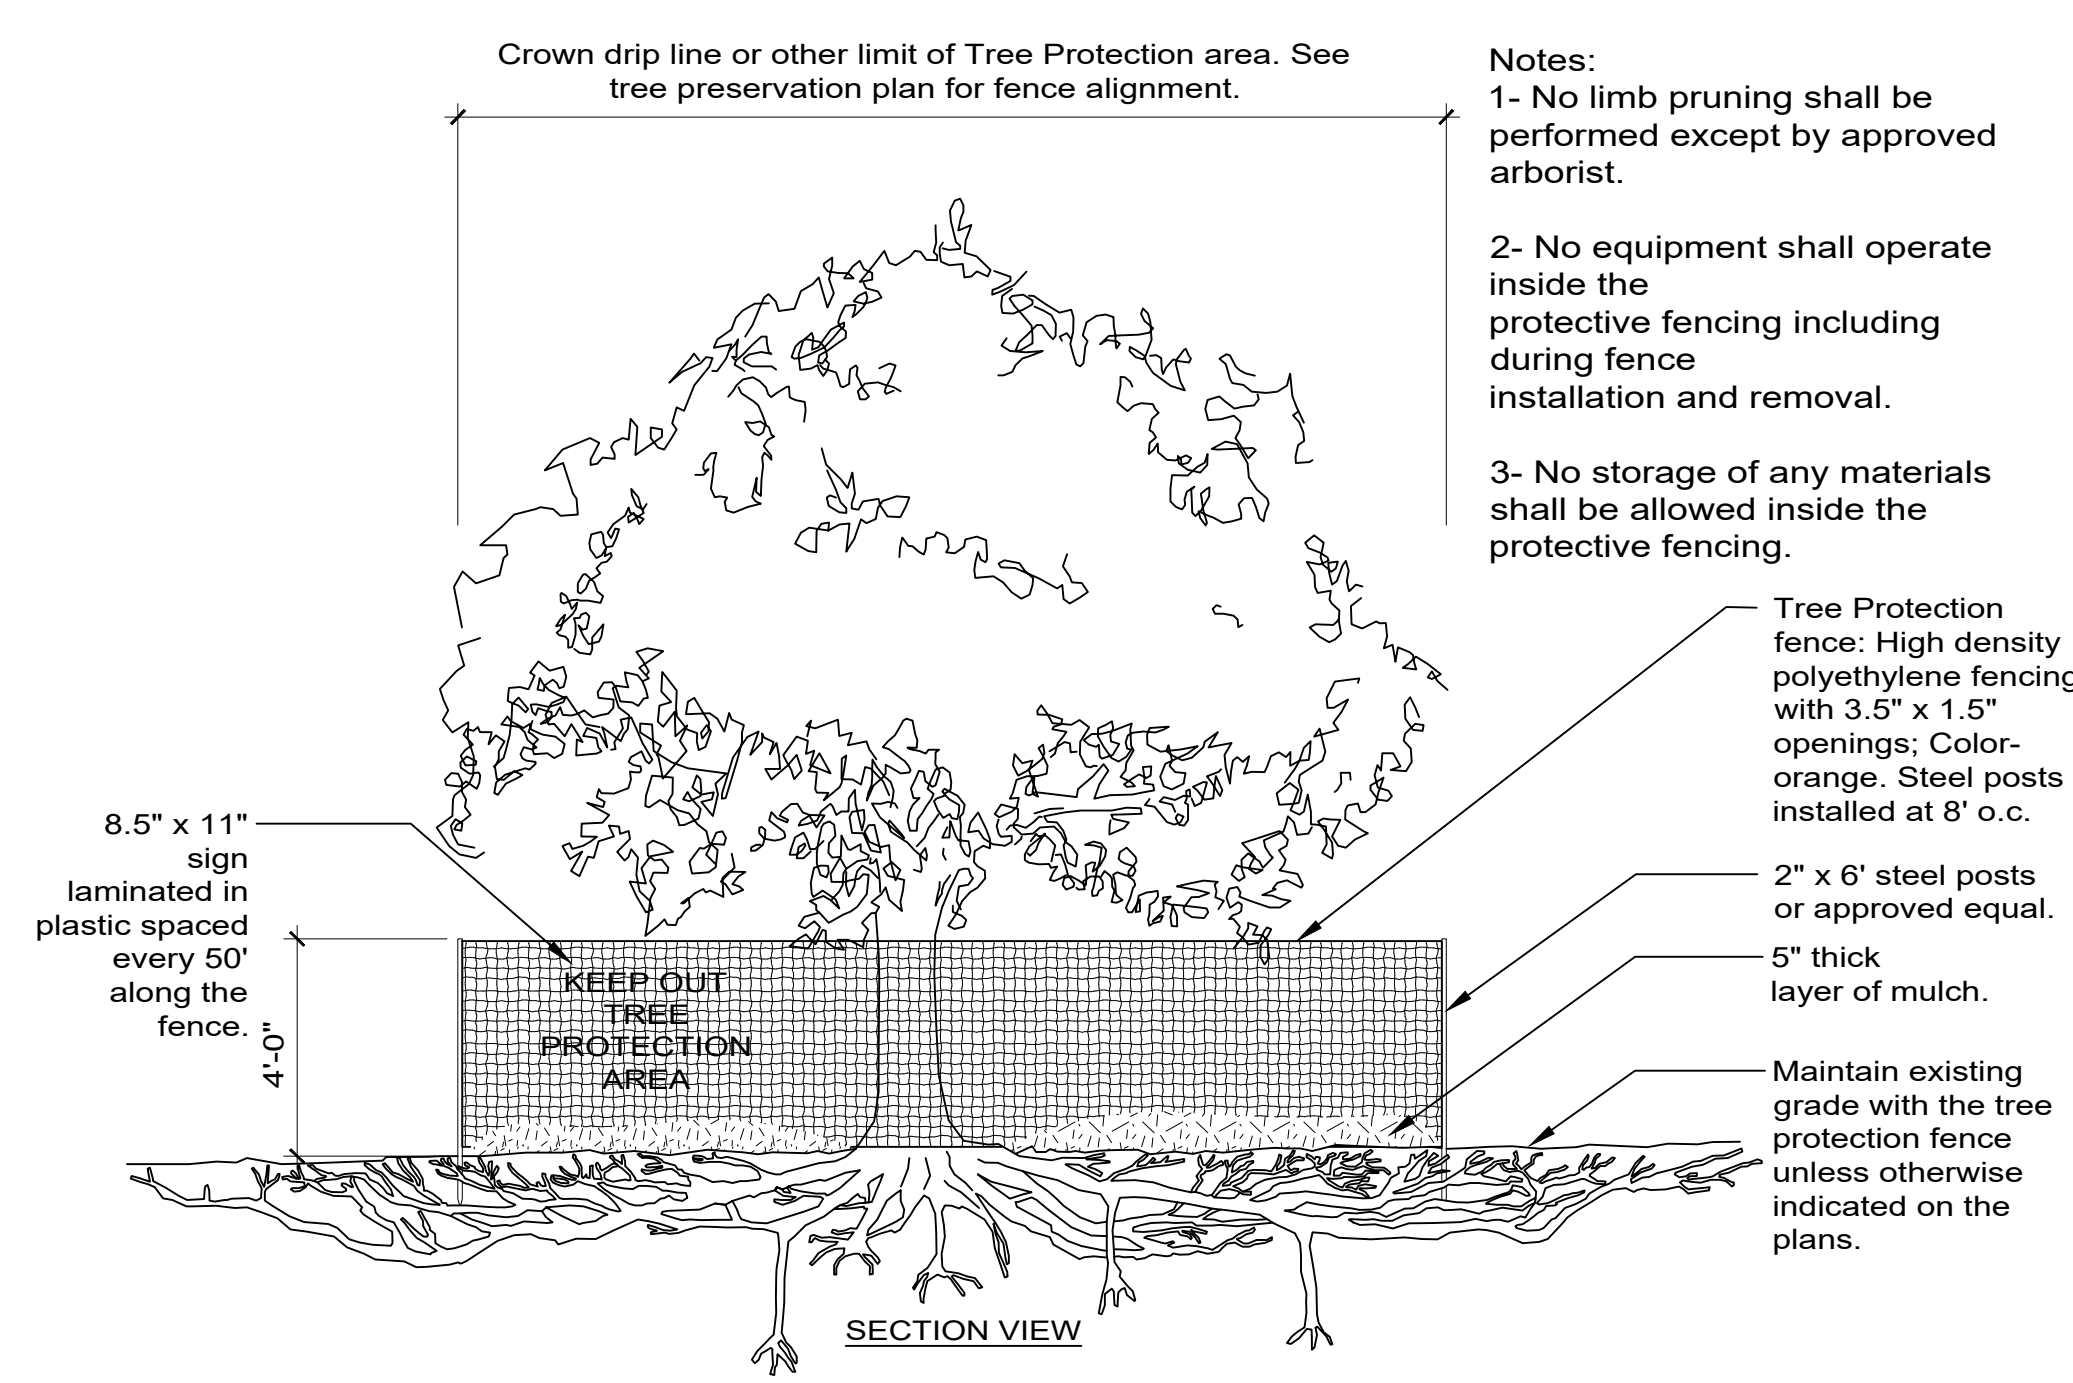 Crown drip line or other limit of Tree Protection area. See
tree preservation plan for fence alignment.
Notes:
1- No limb pruning shall be
performed except by approved
arborist.
2- No equipment shall operate
inside the
protective fencing including
during fence
installation and removal.
3- No storage of any materials
shall be allowed inside the
protective fencing.
Tree Protection
fence: High density
polyethylene fencing
with 3.5" x 1.5"
openings; Color-
orange. Steel posts
installed at 8' o.c.
2" x 6' steel posts
or approved equal.
5" thick
layer of mulch.
Maintain existing
grade with the tree
protection fence
unless otherwise
indicated on the
plans.
8.5" x 11"
sign
laminated in
plastic spaced
every 50'
along the
fence.
4'-0"
KEEP OUT
TREE
PROTECTION
AREA
SECTION VIEW